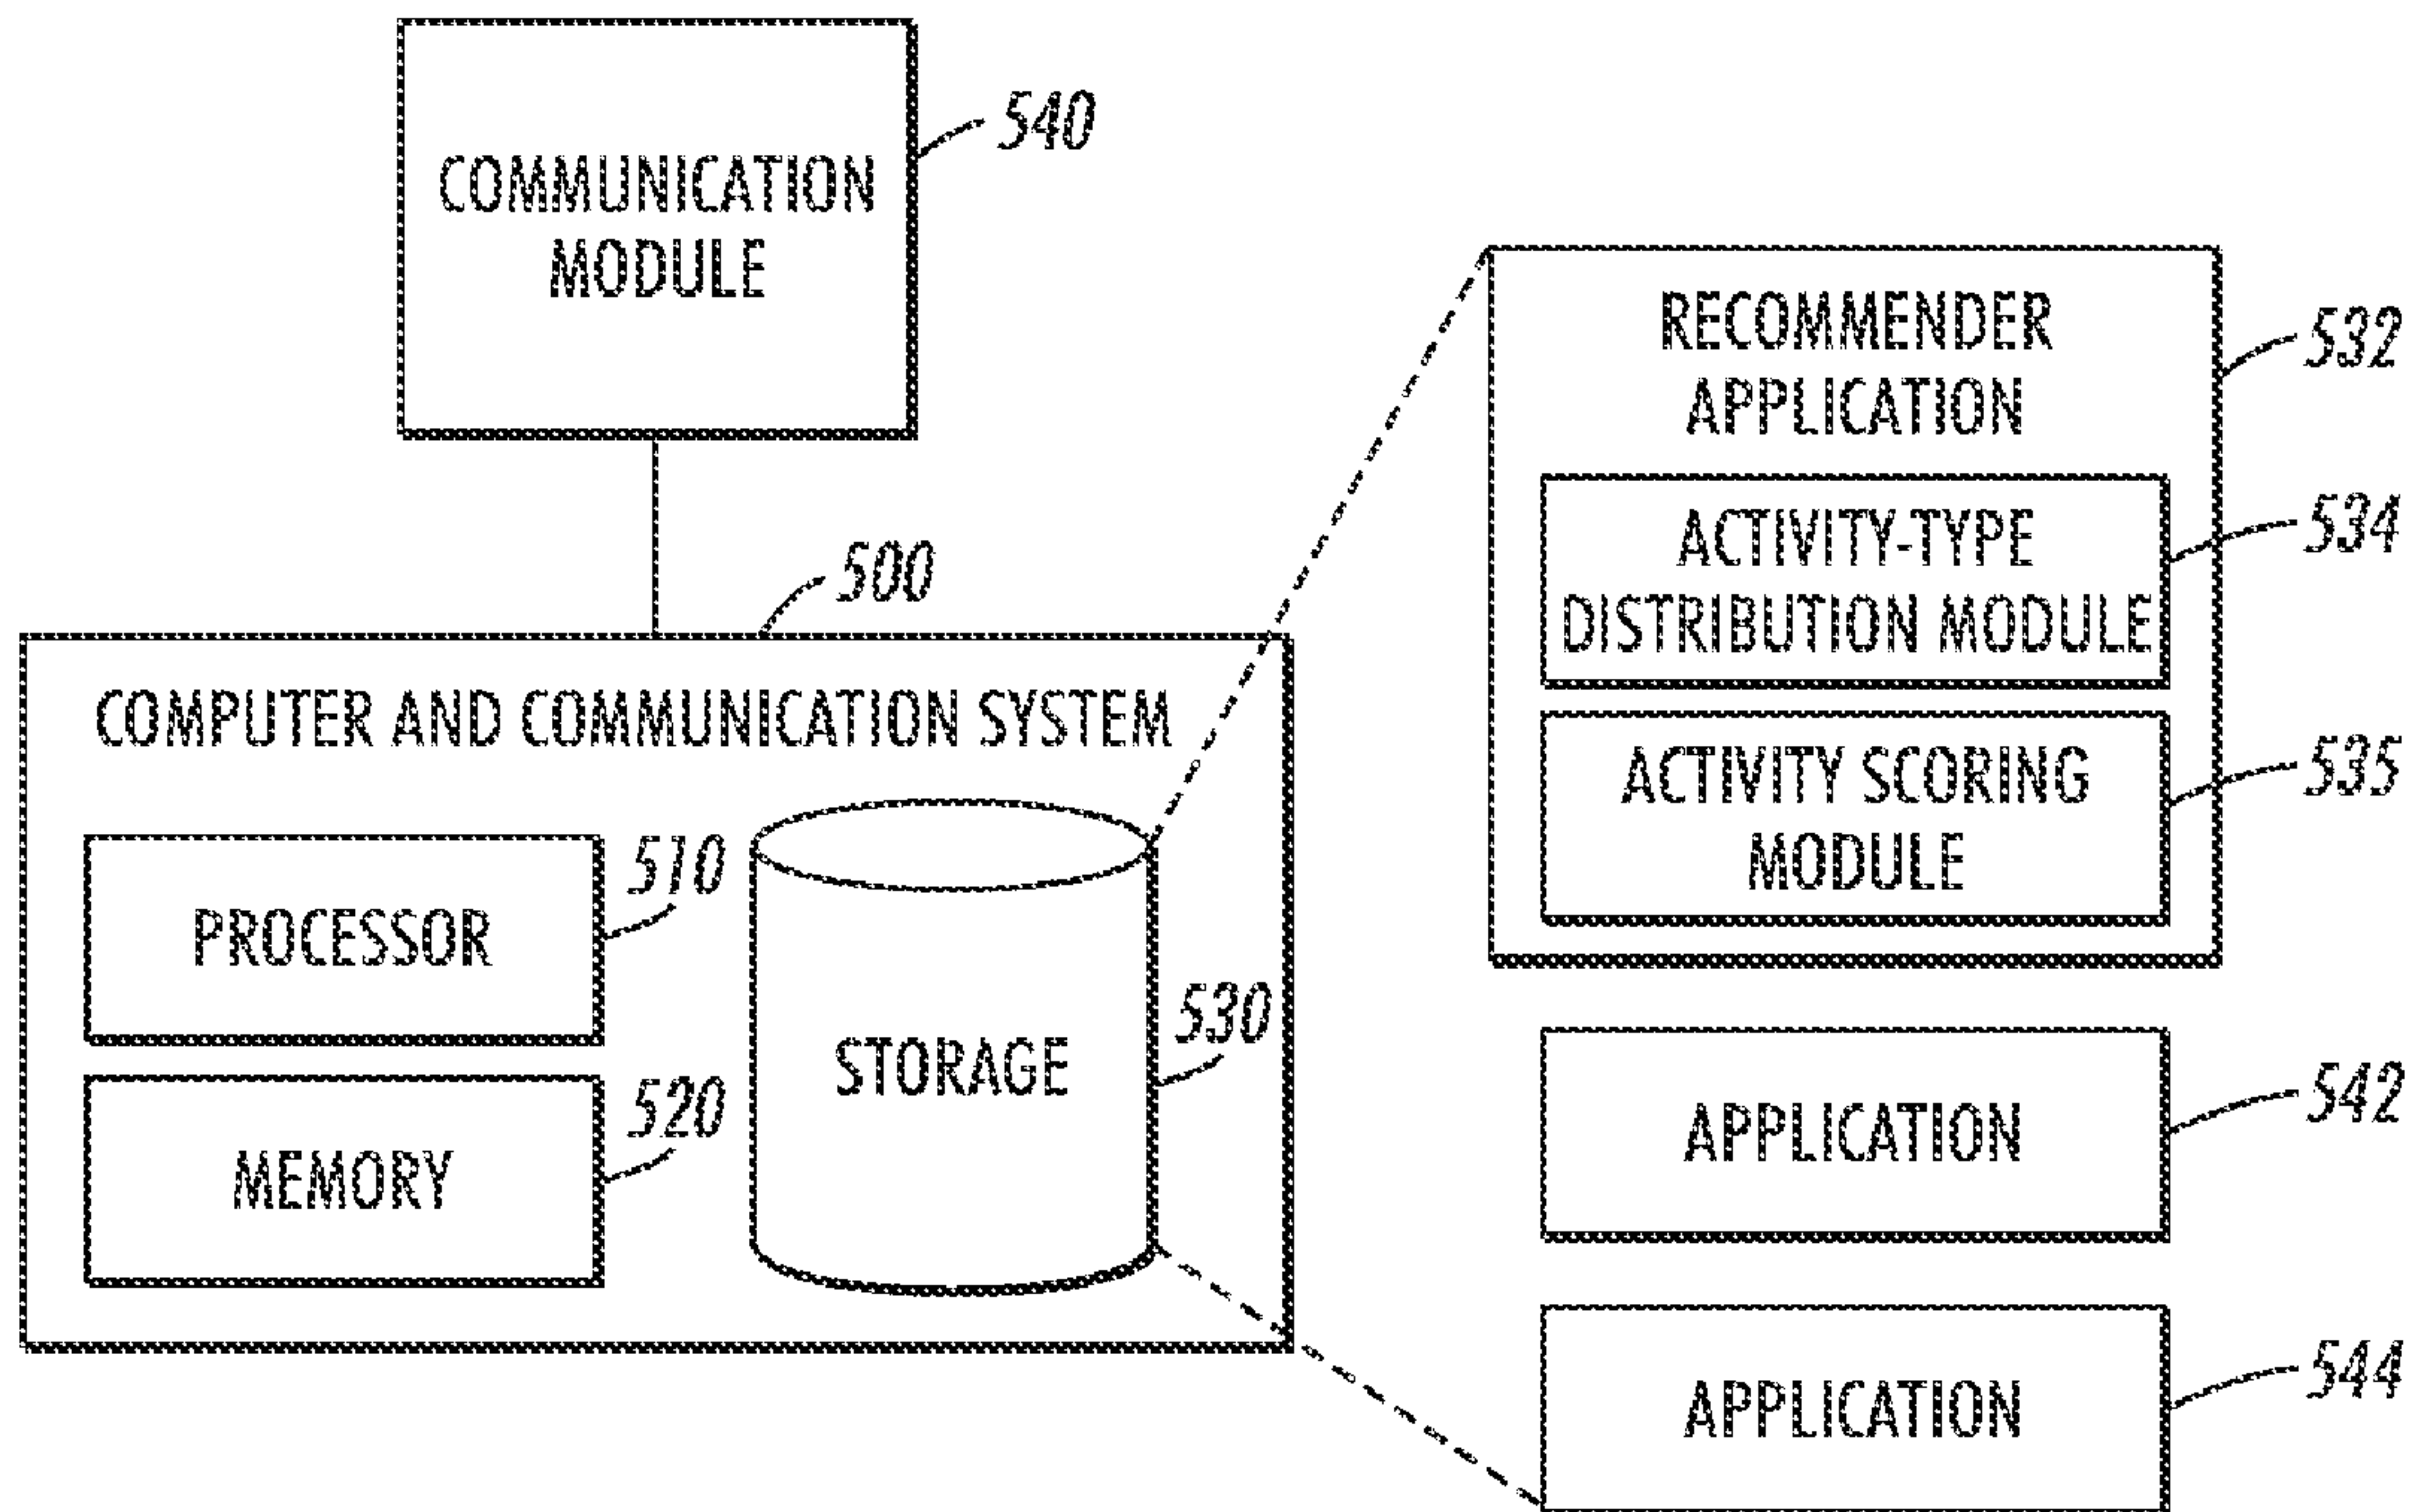 COMMUNICATION
MODULE
540
500
COMPUTER AND COMMUNICATION SYSTEM
PROCESSOR
510
MEMORY
520
STORAGE
530
RECOMMENDER
APPLICATION
532
ACTIVITY-TYPE
DISTRIBUTION MODULE
534
ACTIVITY SCORING
MODULE
535
APPLICATION
542
APPLICATION
544